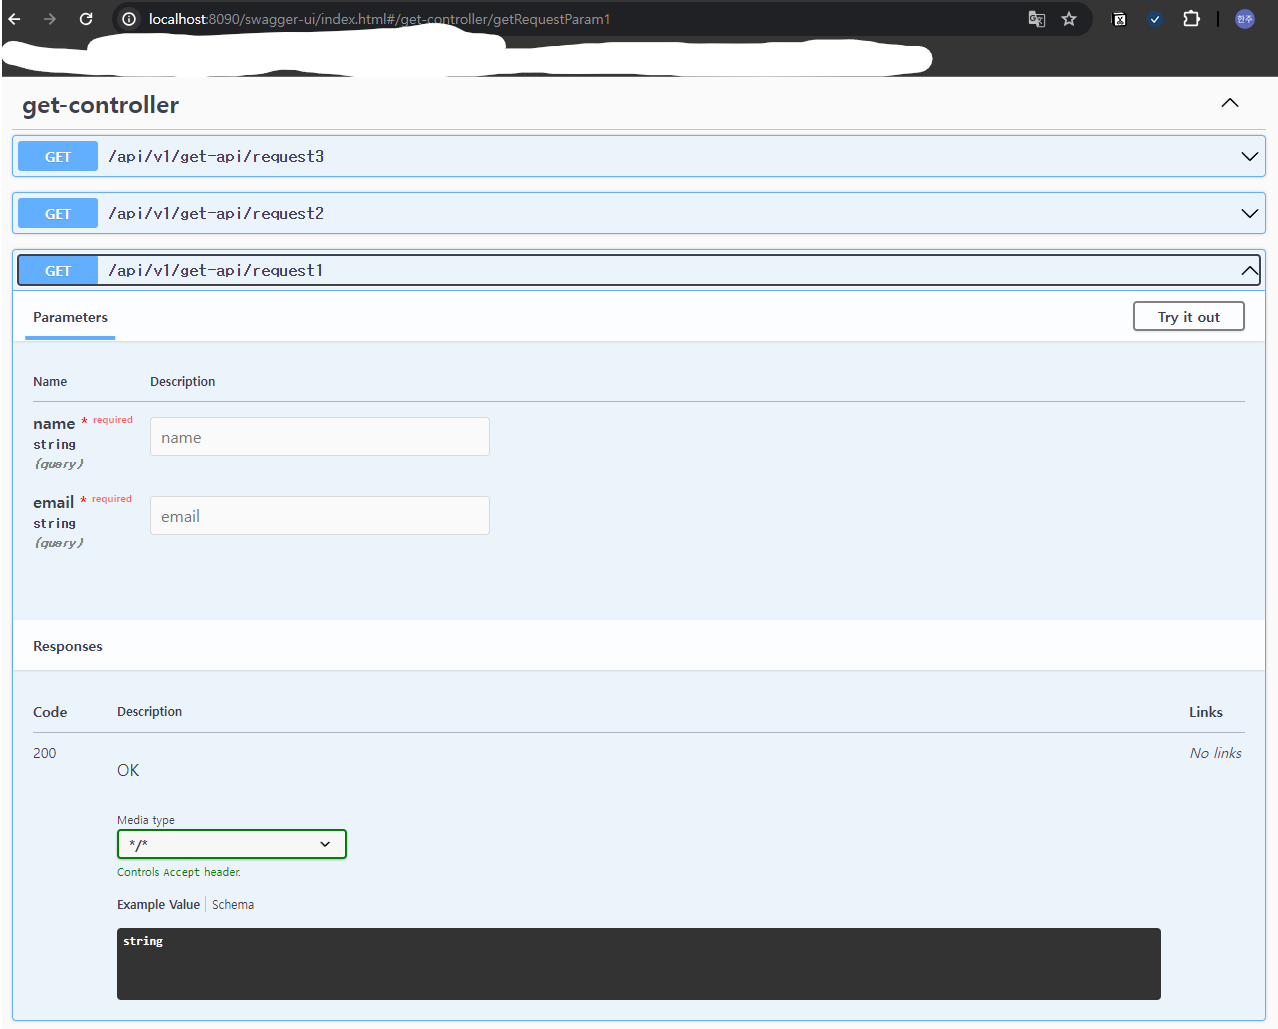 localhost:8090/swagger-ui/index.html#/get-controller/getRequestParam1
한주
get-controller
GET /api/v1/get-api/request3
GET /api/v1/get-api/request2
GET /api/v1/get-api/request1
Parameters
Try it out
Name Description
name * required
string
(query)
name
email * required
string
(query)
email
Responses
Code Description Links
200 OK No links
Media type
*/*
Controls Accept header.
Example Value Schema
string